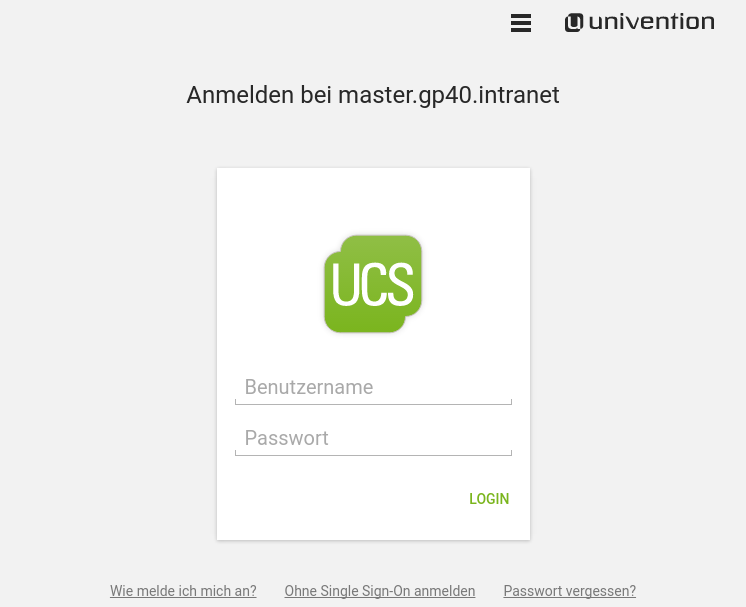 univention
Anmelden bei master.gp40.intranet
UCS
Benutzername
Passwort
LOGIN
Wie melde ich mich an? Ohne Single Sign-On anmelden Passwort vergessen?